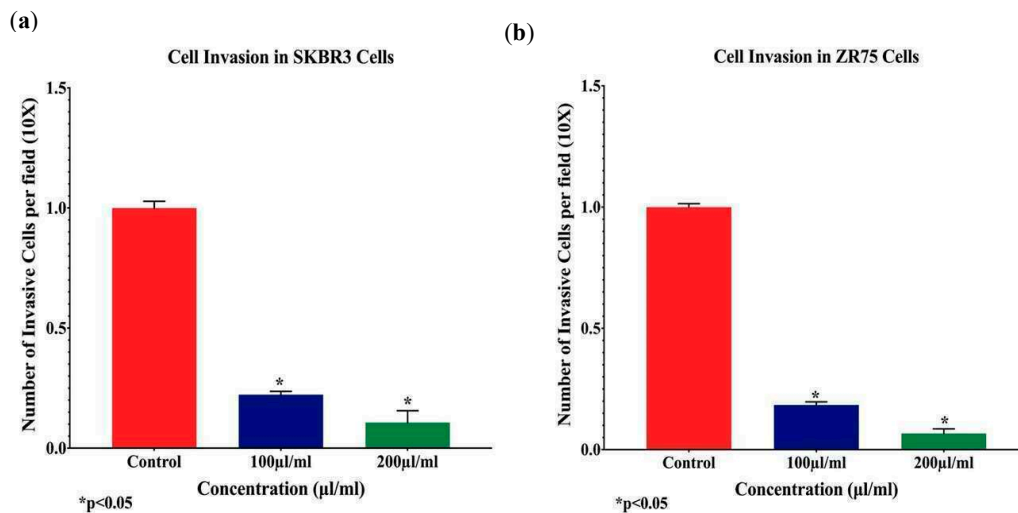 (a)
Cell Invasion in SKBR3 Cells
Number of Invasive Cells per field (10X)
1.5
1.0
0.5
0.0
*
*
Control
100µl/ml
200µl/ml
Concentration (µl/ml)
*p<0.05
(b)
Cell Invasion in ZR75 Cells
Number of Invasive Cells per field (10X)
1.5
1.0
0.5
0.0
*
*
Control
100µl/ml
200µl/ml
Concentration (µl/ml)
*p<0.05